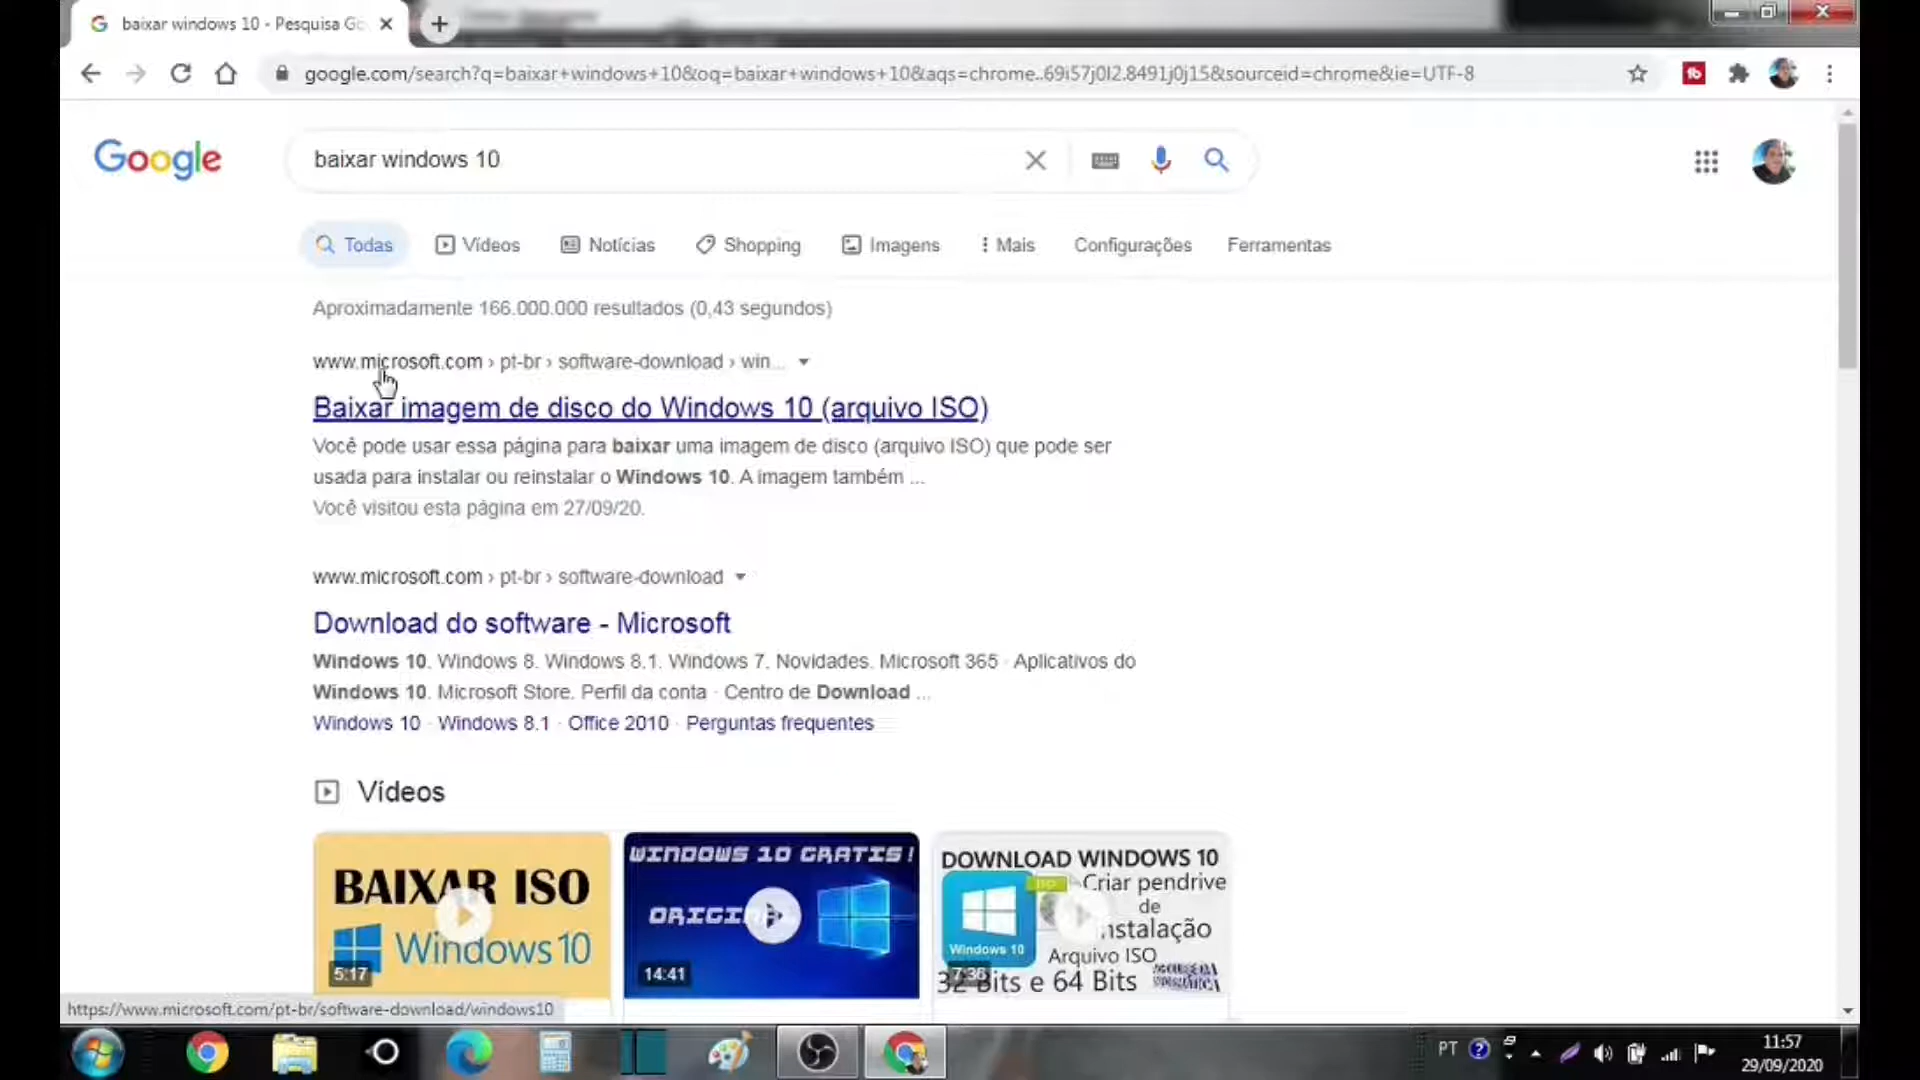 baixar windows 10 - Pesquisa Go
google.com/search?q=baixar+windows+10&oq=baixar+windows+10&aqs=chrome..69i57j0l2.8491j0j15&sourceid=chrome&ie=UTF-8
Google
baixar windows 10
Todas
Vídeos
Notícias
Shopping
Imagens
Mais
Configurações
Ferramentas
Aproximadamente 166.000.000 resultados (0,43 segundos)
www.microsoft.com › pt-br › software-download › win...
Baixar imagem de disco do Windows 10 (arquivo ISO)
Você pode usar essa página para baixar uma imagem de disco (arquivo ISO) que pode ser
usada para instalar ou reinstalar o Windows 10. A imagem também ...
Você visitou esta página em 27/09/20.
www.microsoft.com › pt-br › software-download
Download do software - Microsoft
Windows 10. Windows 8. Windows 8.1. Windows 7. Novidades. Microsoft 365 · Aplicativos do
Windows 10. Microsoft Store. Perfil da conta · Centro de Download ...
Windows 10 · Windows 8.1 · Office 2010 · Perguntas frequentes
Vídeos
BAIXAR ISO
Windows 10
5:17
WINDOWS 10 GRATIS!
14:41
DOWNLOAD WINDOWS 10
Criar pendrive
de
Instalação
Windows 10
Arquivo ISO
7:36
32 Bits e 64 Bits
https://www.microsoft.com/pt-br/software-download/windows10
PT
11:57
29/09/2020